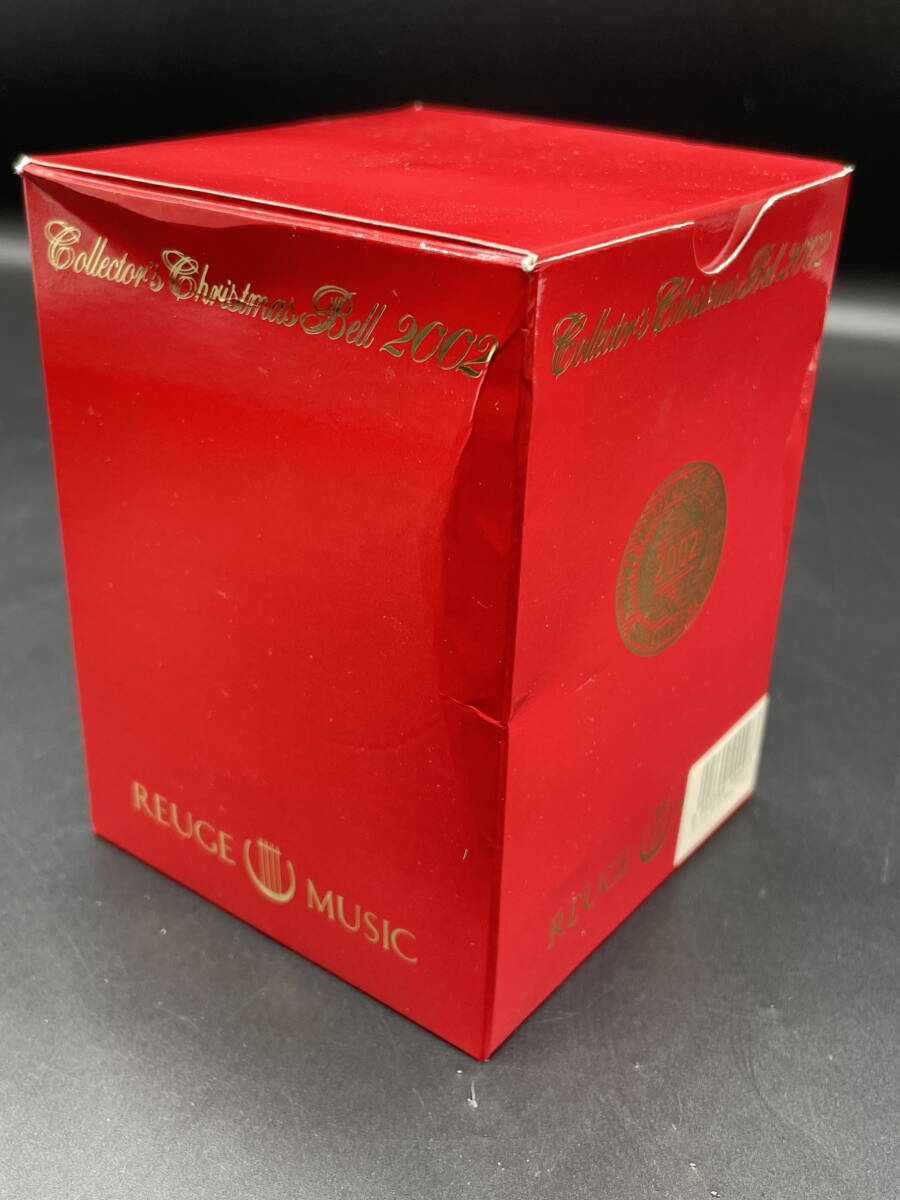 Collector's Christmas Bell 2002
REUGE MUSIC
Collector's Christmas Bell 2002
2002
REUGE